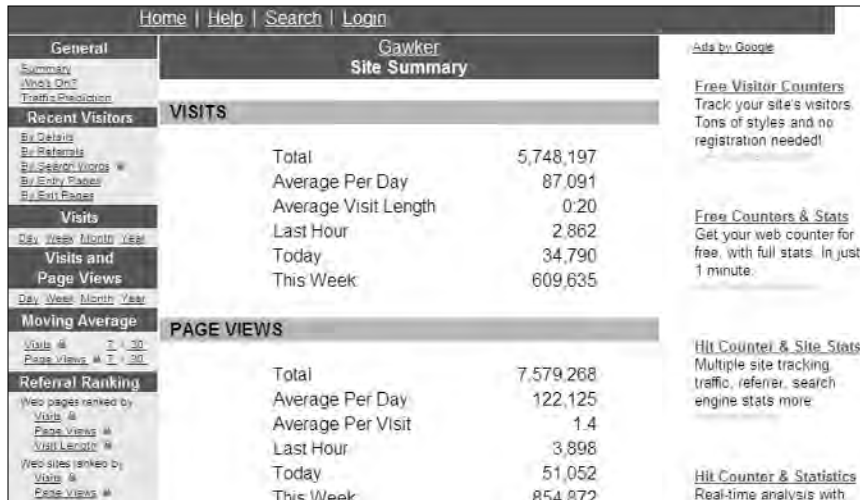 Home | Help | Search | Login
General
Summary
Who's On?
Traffic Prediction
Recent Visitors
By Details
By Referrals
By Search Words
By Entry Pages
By Exit Pages
Visits
Day Week Month Year
Visits and
Page Views
Day Week Month Year
Moving Average
Visits 7 30
Page Views 7 30
Referral Ranking
Web pages ranked by
Visits
Page Views
Visit Length
Web sites ranked by
Visits
Page Views
Gawker
Site Summary
VISITS
Total 5,748,197
Average Per Day 87,091
Average Visit Length 0:20
Last Hour 2,862
Today 34,790
This Week 609,635
PAGE VIEWS
Total 7,579,268
Average Per Day 122,125
Average Per Visit 1.4
Last Hour 3,898
Today 51,052
This Week 854,872
Ads by Google
Free Visitor Counters
Track your site's visitors.
Tons of styles and no
registration needed!
Free Counters & Stats
Get your web counter for
free, with full stats. In just
1 minute.
Hit Counter & Site Stats
Multiple site tracking,
traffic, referrer, search
engine stats more
Hit Counter & Statistics
Real-time analysis with